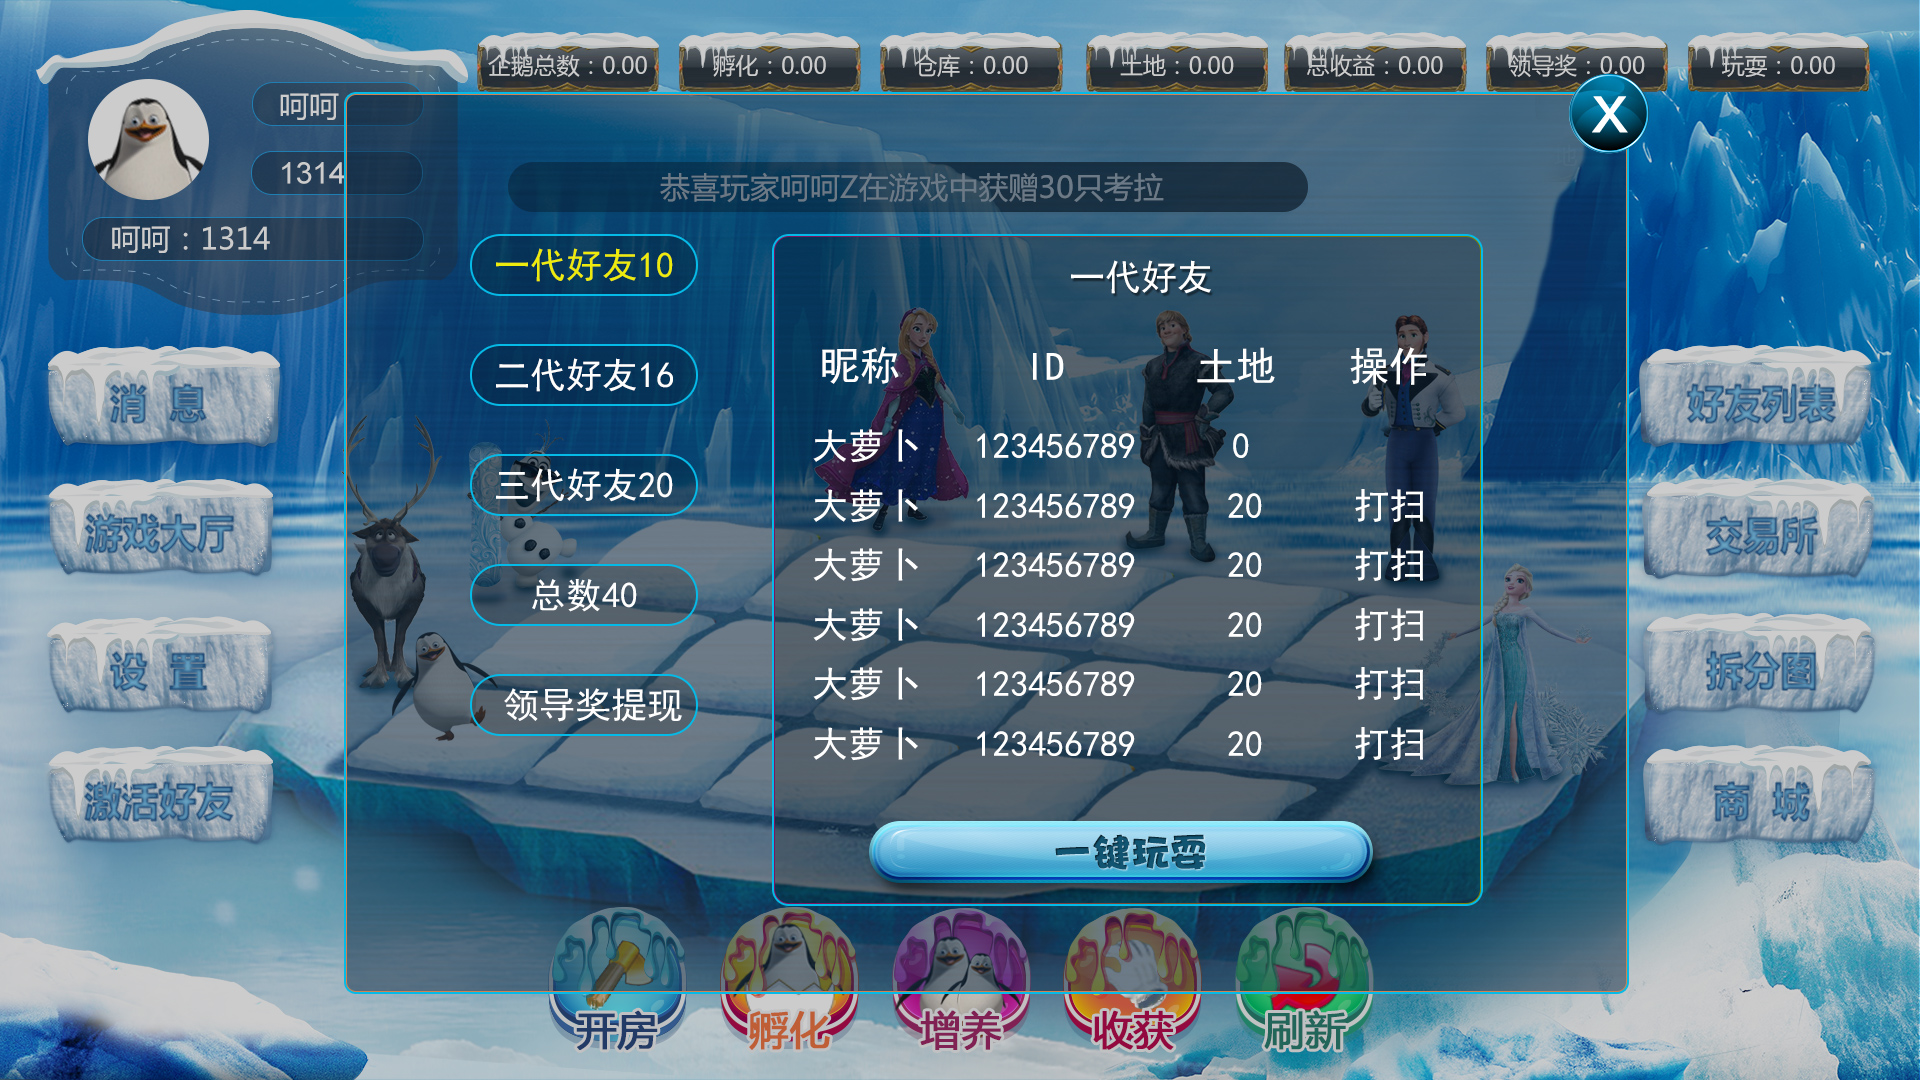 企鹅总数：0.00
孵化：0.00
仓库：0.00
土地：0.00
总收益：0.00
领导奖：0.00
玩耍：0.00
呵呵
1314
呵呵：1314
X
恭喜玩家呵呵Z在游戏中获赠30只考拉
一代好友10
二代好友16
三代好友20
总数40
领导奖提现
一代好友
昵称 ID 土地 操作
大萝卜 123456789 0
大萝卜 123456789 20 打扫
大萝卜 123456789 20 打扫
大萝卜 123456789 20 打扫
大萝卜 123456789 20 打扫
大萝卜 123456789 20 打扫
一键玩耍
消息
游戏大厅
设置
激活好友
好友列表
交易所
拆分图
商城
开房
孵化
增养
收获
刷新